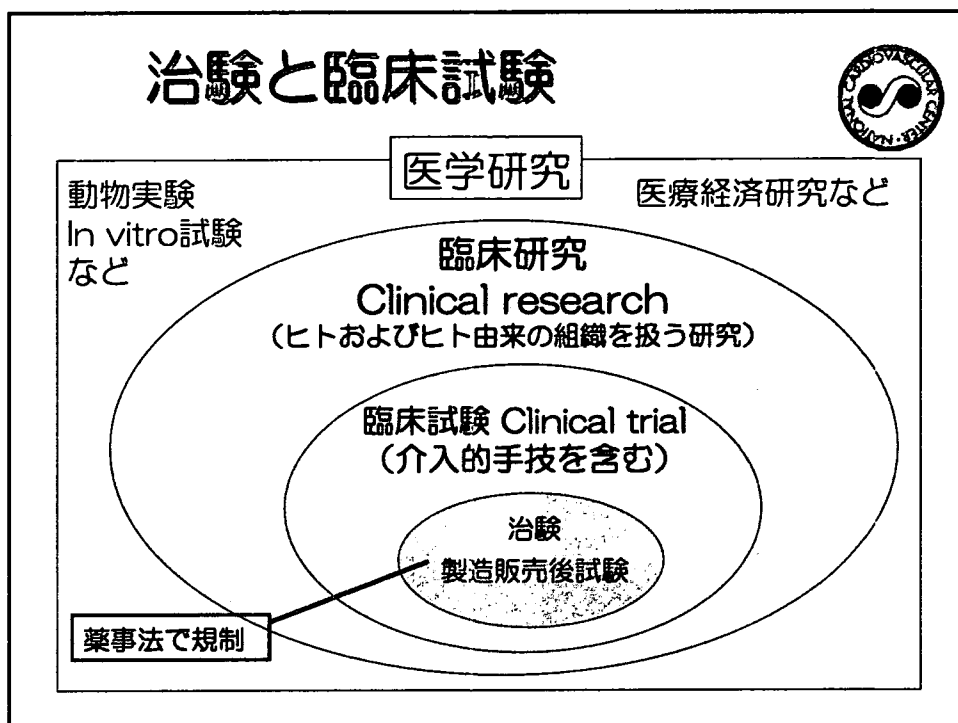 治験と臨床試験
NATIONAL CARDIOVASCULAR CENTER
医学研究
動物実験
In vitro試験
など
医療経済研究など
臨床研究
Clinical research
(ヒトおよびヒト由来の組織を扱う研究)
臨床試験 Clinical trial
(介入的手技を含む)
治験
製造販売後試験
薬事法で規制